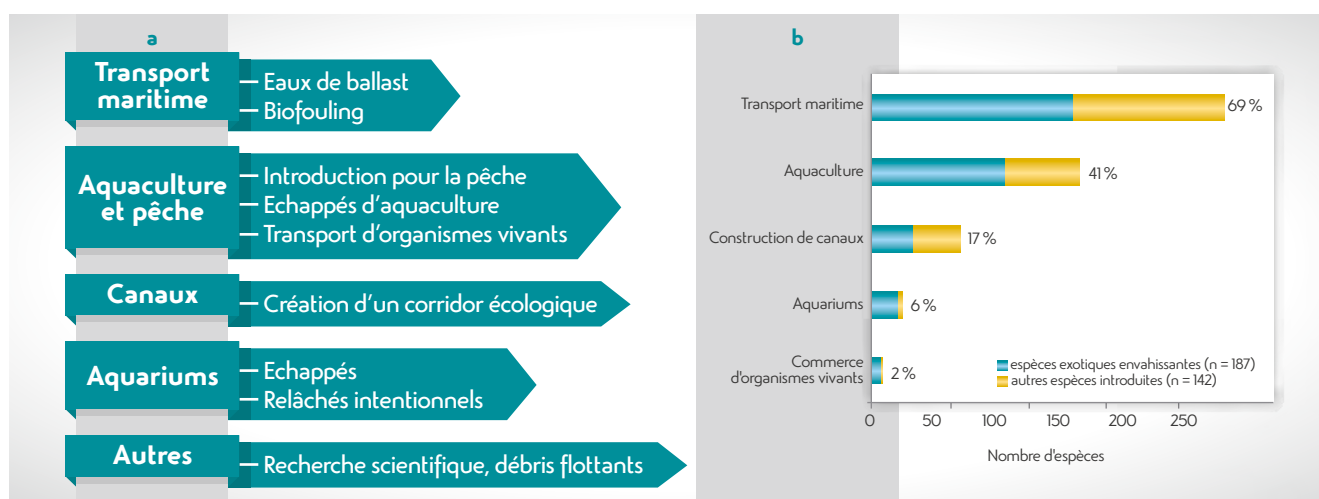 a
Transport
maritime
– Eaux de ballast
– Biofouling
Aquaculture
et pêche
– Introduction pour la pêche
– Echappés d'aquaculture
– Transport d'organismes vivants
Canaux
– Création d'un corridor écologique
Aquariums
– Echappés
– Relâchés intentionnels
Autres
– Recherche scientifique, débris flottants
b
Transport maritime
69 %
Aquaculture
41 %
Construction de canaux
17 %
Aquariums
6 %
Commerce
d'organismes vivants
2 %
espèces exotiques envahissantes (n = 187)
autres espèces introduites (n = 142)
0 50 100 150 200 250
Nombre d'espèces